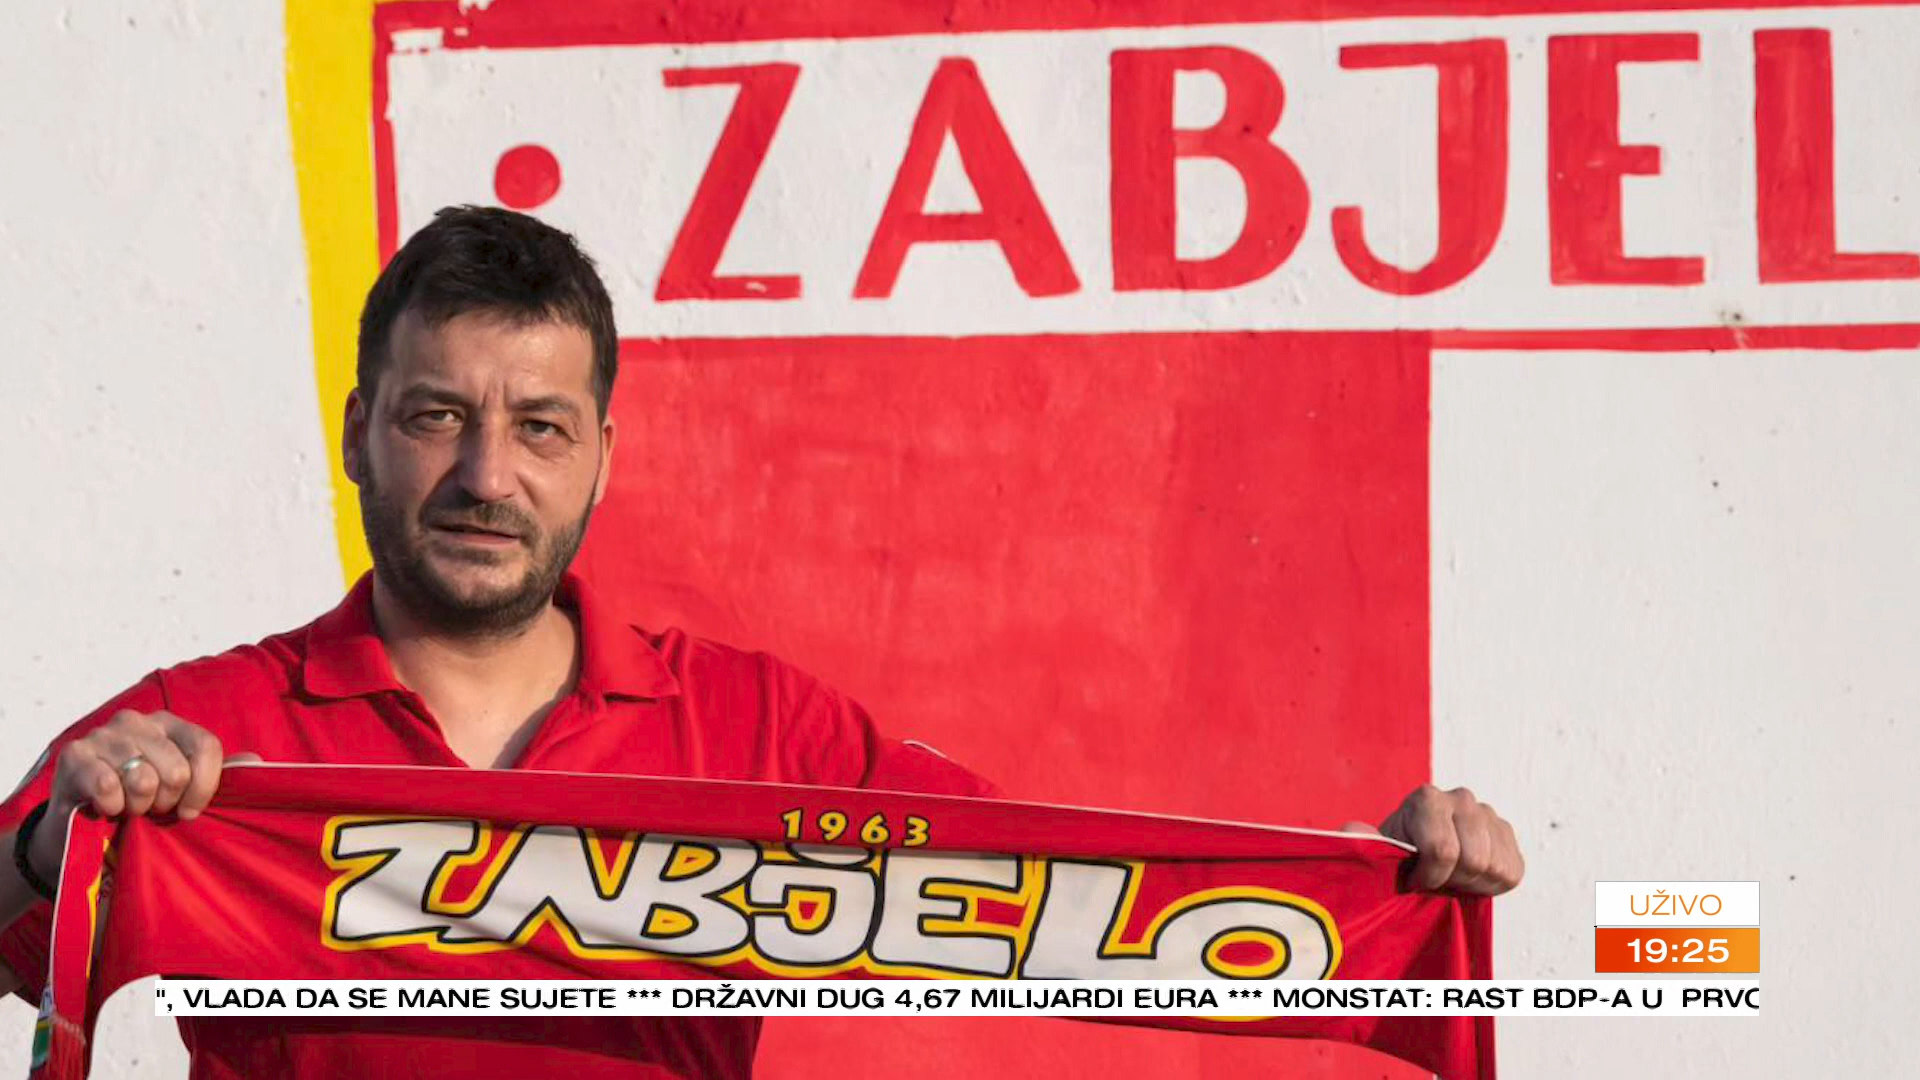 ZABJEL
1963
ZABJELO
UŽIVO
19:25
", VLADA DA SE MANE SUJETE *** DRŽAVNI DUG 4,67 MILIJARDI EURA *** MONSTAT: RAST BDP-A U PRVO